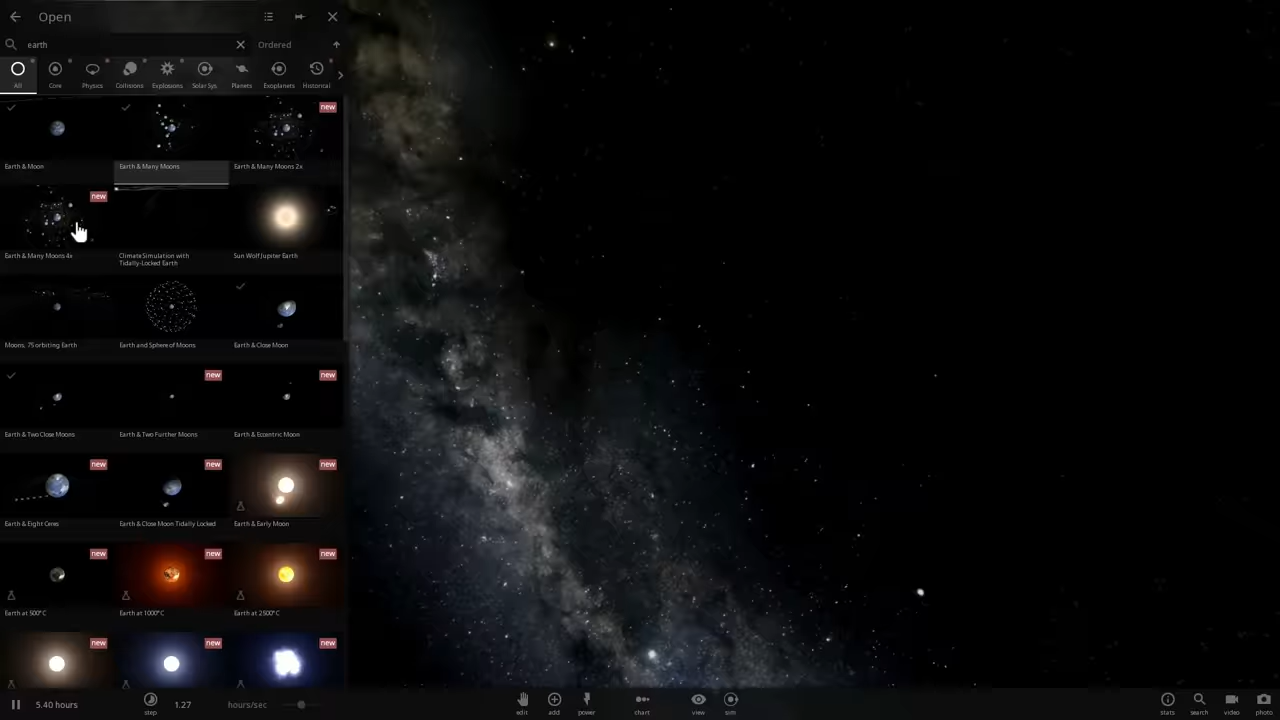 Open
earth
Ordered
All
Core
Physics
Collisions
Explosions
Solar Sys
Planets
Exoplanets
Historical
new
Earth & Moon
Earth & Many Moons
Earth & Many Moons 2x
new
Earth & Many Moons 4x
Climate Simulation with
Tidally-Locked Earth
Sun Wolf Jupiter Earth
Moons, 75 orbiting Earth
Earth and Sphere of Moons
Earth & Close Moon
new
new
Earth & Two Close Moons
Earth & Two Further Moons
Earth & Eccentric Moon
new
new
new
Earth & Eight Ceres
Earth & Close Moon Tidally Locked
Earth & Early Moon
new
new
new
Earth at 500° C
Earth at 1000° C
Earth at 2500° C
new
new
new
5.40 hours
step
1.27
hours/sec
edit
add
power
chart
view
sim
stats
search
video
photo